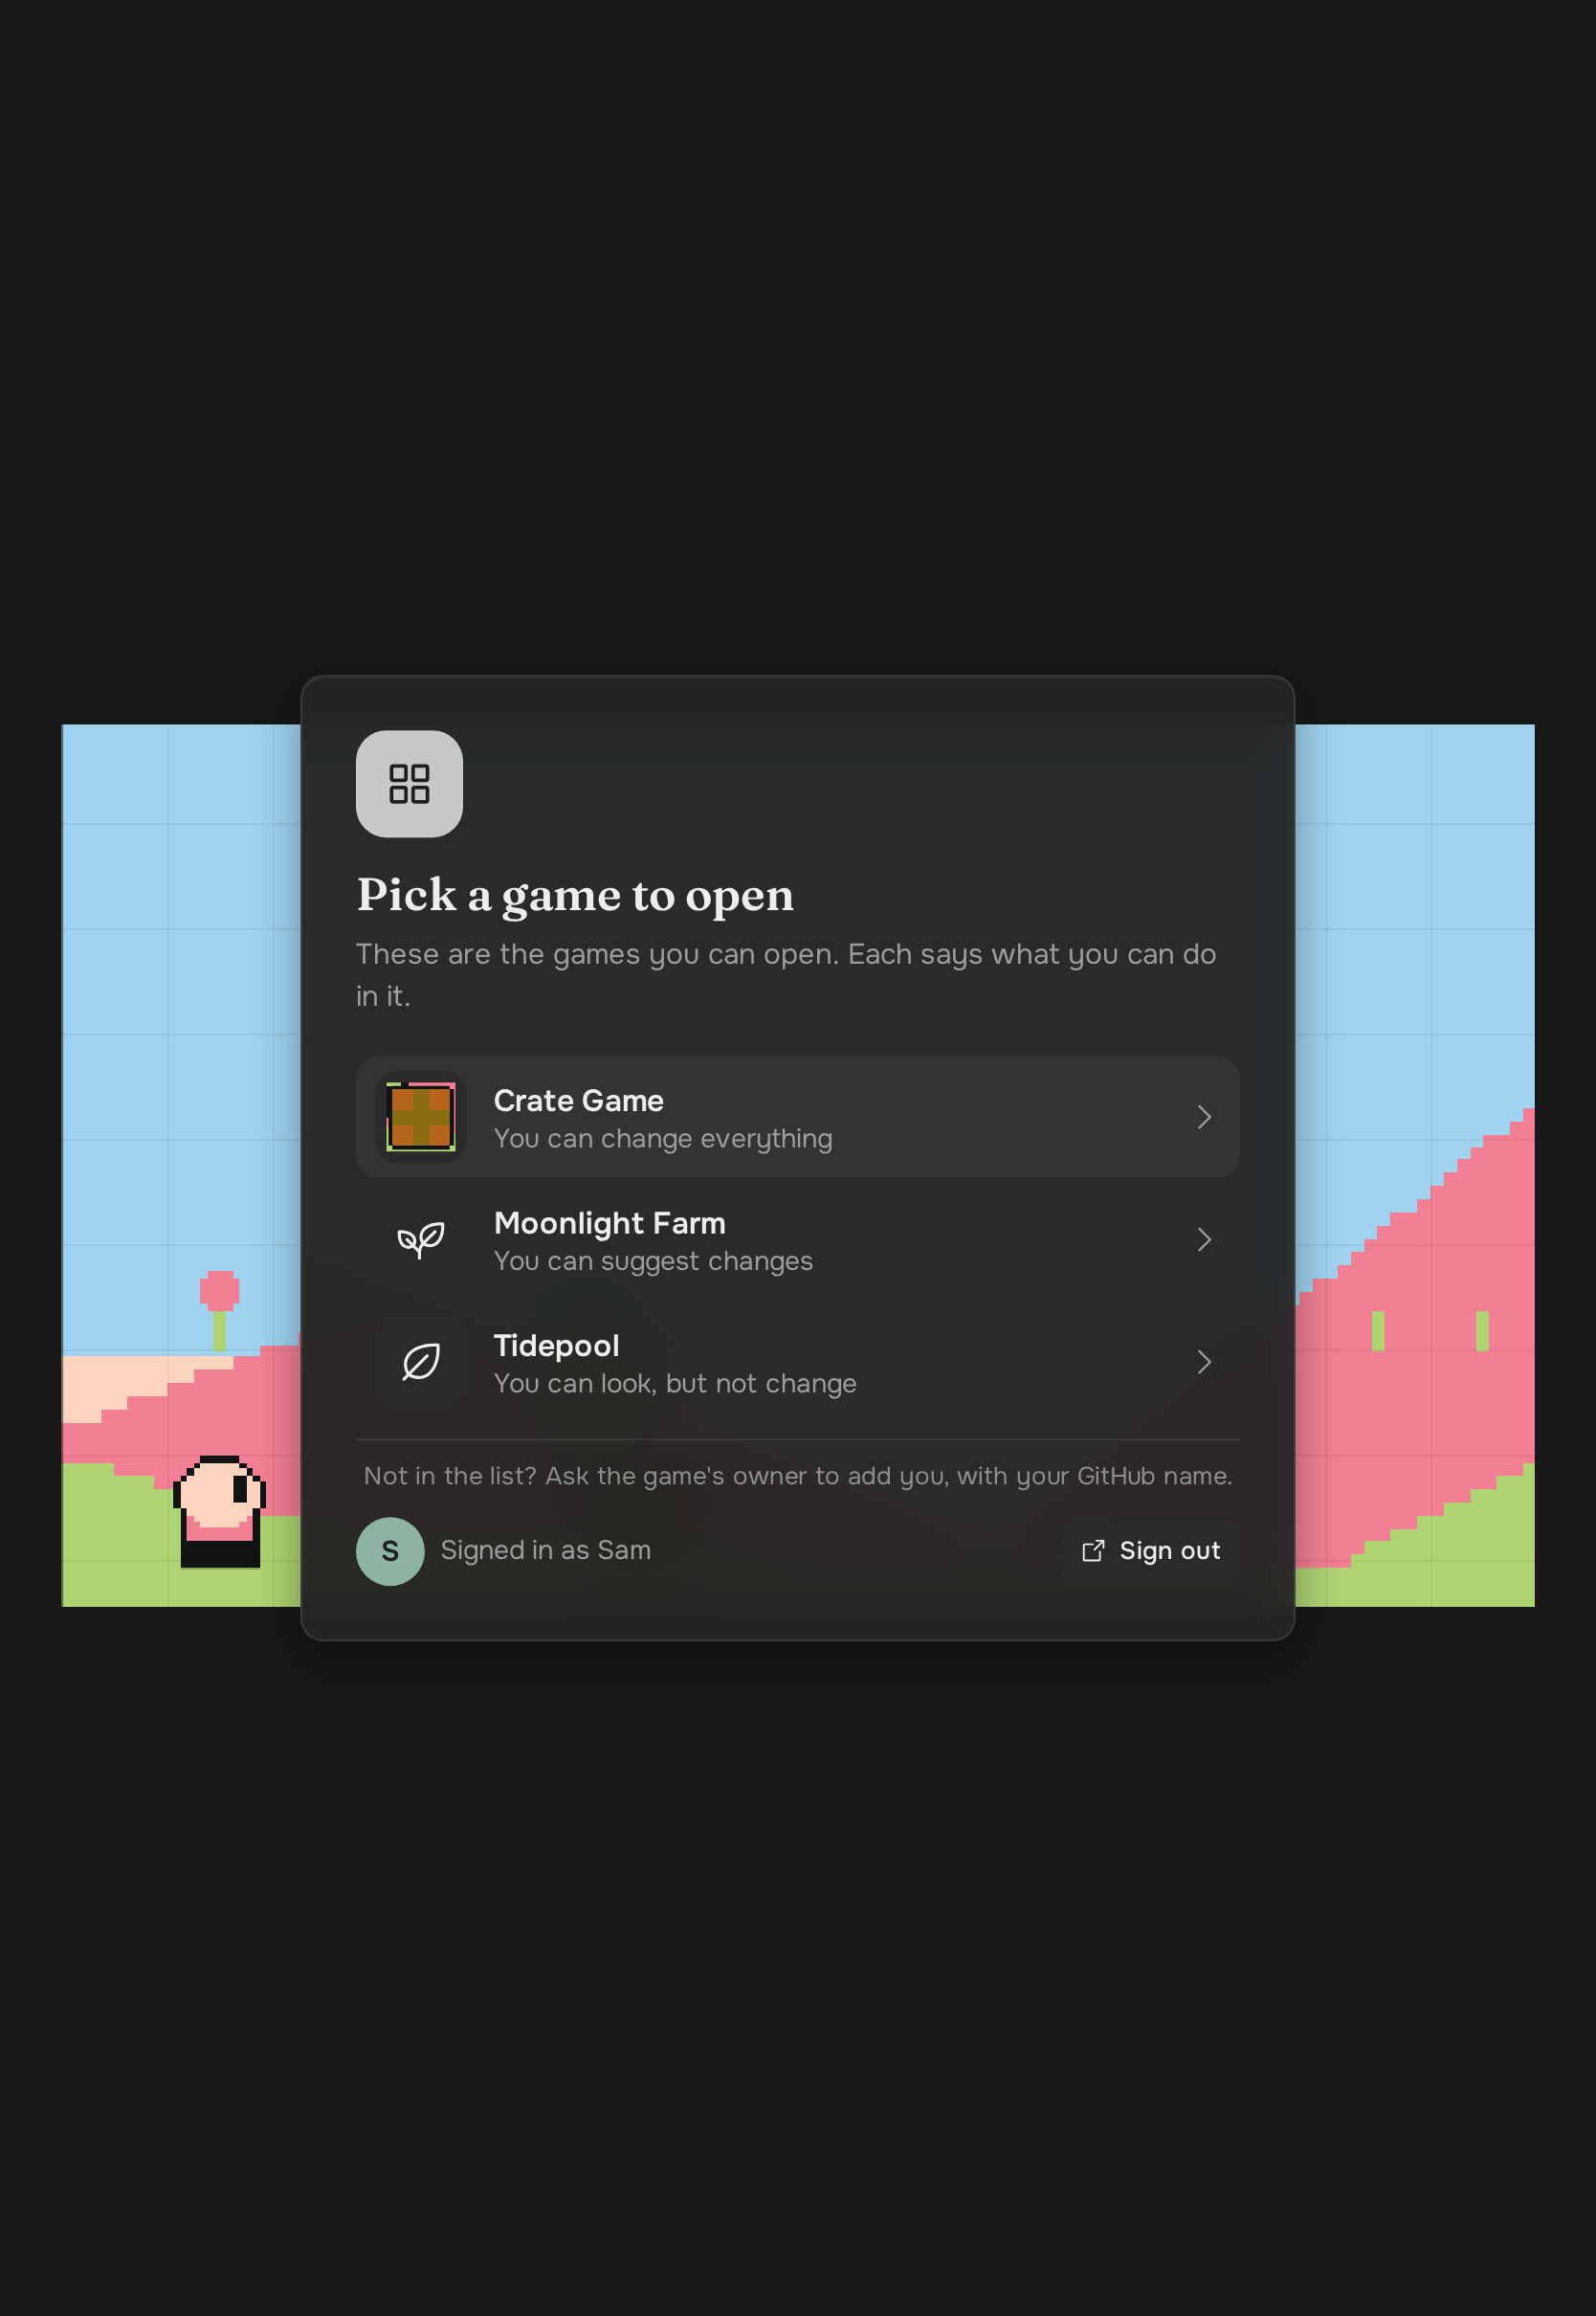 Pick a game to open
These are the games you can open. Each says what you can do
in it.
Crate Game
You can change everything
Moonlight Farm
You can suggest changes
Tidepool
You can look, but not change
Not in the list? Ask the game's owner to add you, with your GitHub name.
S Signed in as Sam
Sign out